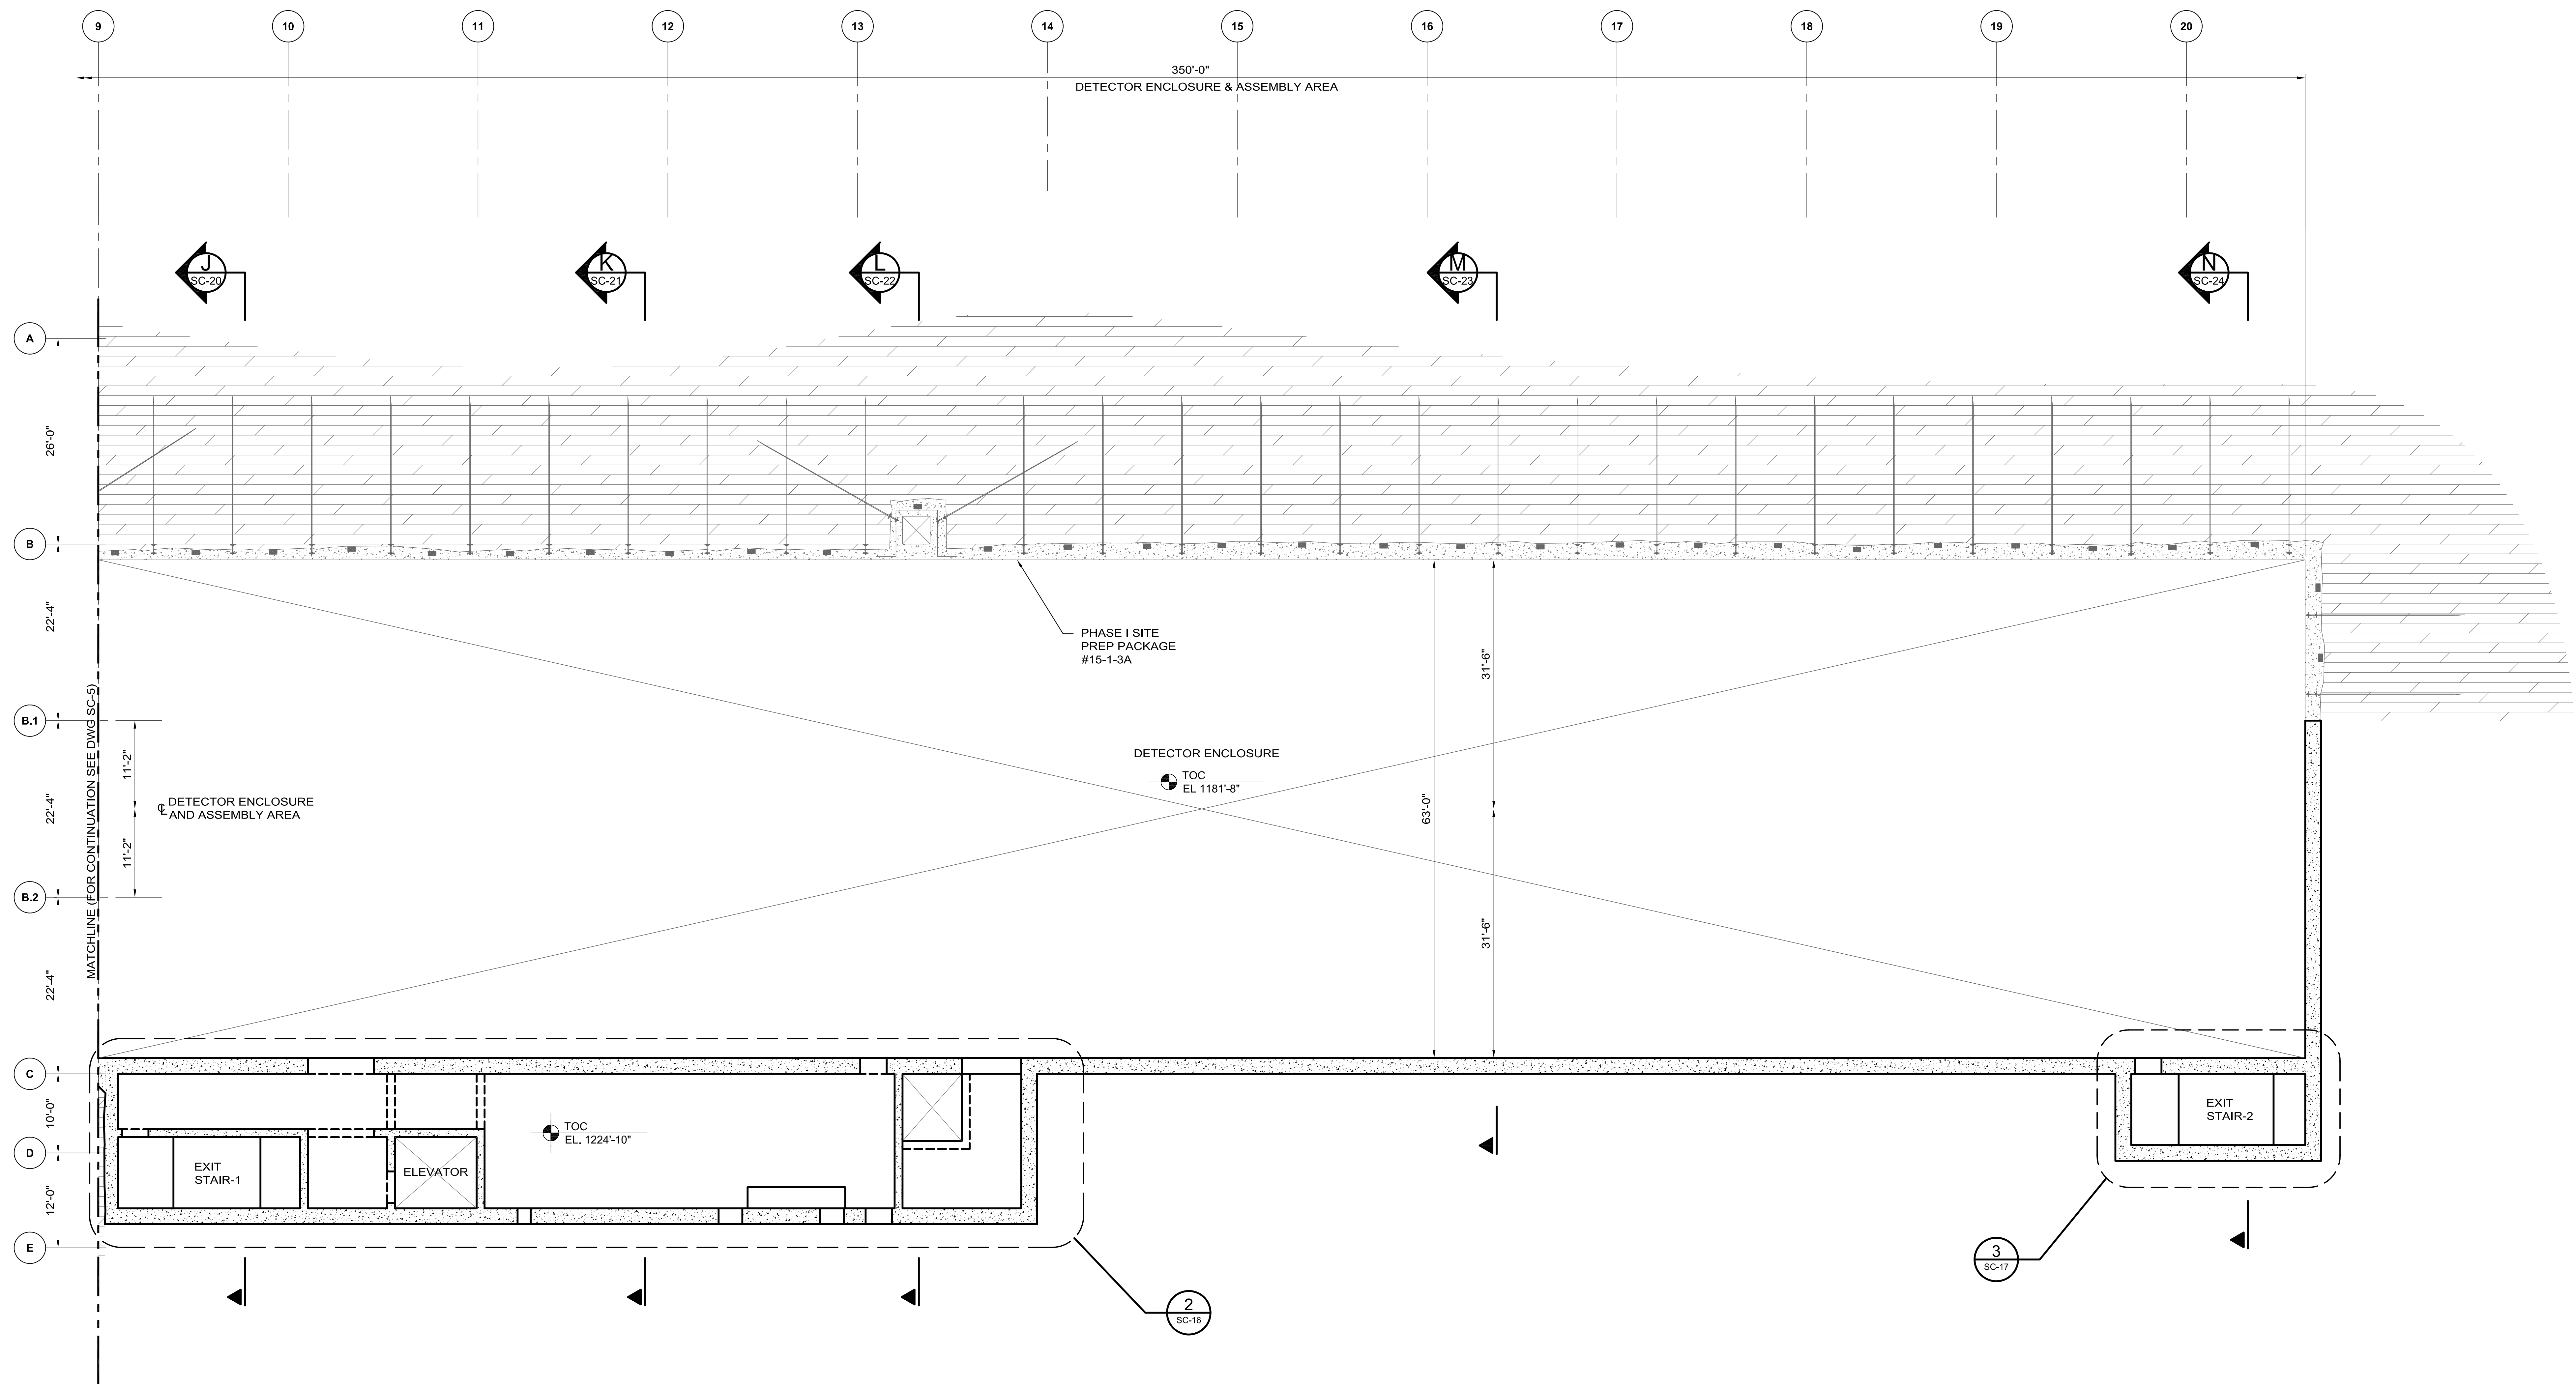 9 10 11 12 13 14 15 16 17 18 19 20
350'-0"
DETECTOR ENCLOSURE & ASSEMBLY AREA
J
SC-20
K
SC-21
L
SC-22
M
SC-23
N
SC-24
A
26'-0"
B
22'-4"
B.1
22'-4"
B.2
22'-4"
C
10'-0"
D
12'-0"
E
MATCHLINE (FOR CONTINUATION SEE DWG SC-5)
11'-2"
11'-2"
℄ DETECTOR ENCLOSURE
AND ASSEMBLY AREA
PHASE I SITE
PREP PACKAGE
#15-1-3A
DETECTOR ENCLOSURE
TOC
EL 1181'-8"
63'-0"
31'-6"
31'-6"
TOC
EL. 1224'-10"
EXIT
STAIR-1
ELEVATOR
EXIT
STAIR-2
2
SC-16
3
SC-17